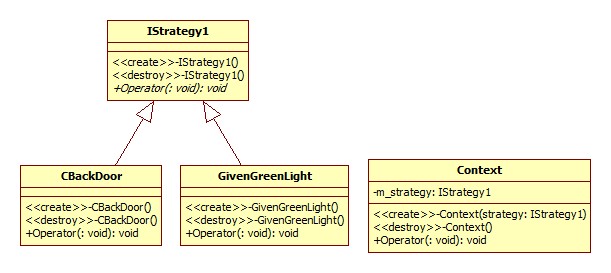 IStrategy1
<<create>>-IStrategy1()
<<destroy>>-IStrategy1()
+Operator(: void): void
CBackDoor
<<create>>-CBackDoor()
<<destroy>>-CBackDoor()
+Operator(: void): void
GivenGreenLight
<<create>>-GivenGreenLight()
<<destroy>>-GivenGreenLight()
+Operator(: void): void
Context
-m_strategy: IStrategy1
<<create>>-Context(strategy: IStrategy1)
<<destroy>>-Context()
+Operator(: void): void